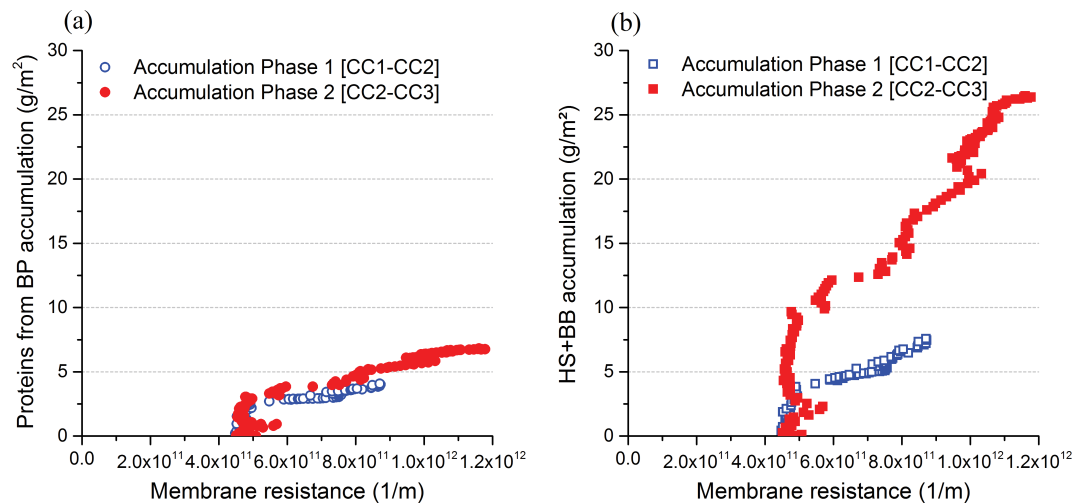 (a)
Proteins from BP accumulation (g/m²)
30
25
20
15
10
5
0
Accumulation Phase 1 [CC1-CC2]
Accumulation Phase 2 [CC2-CC3]
0.0 2.0x10¹¹ 4.0x10¹¹ 6.0x10¹¹ 8.0x10¹¹ 1.0x10¹² 1.2x10¹²
Membrane resistance (1/m)
(b)
HS+BB accumulation (g/m²)
30
25
20
15
10
5
0
Accumulation Phase 1 [CC1-CC2]
Accumulation Phase 2 [CC2-CC3]
0.0 2.0x10¹¹ 4.0x10¹¹ 6.0x10¹¹ 8.0x10¹¹ 1.0x10¹² 1.2x10¹²
Membrane resistance (1/m)